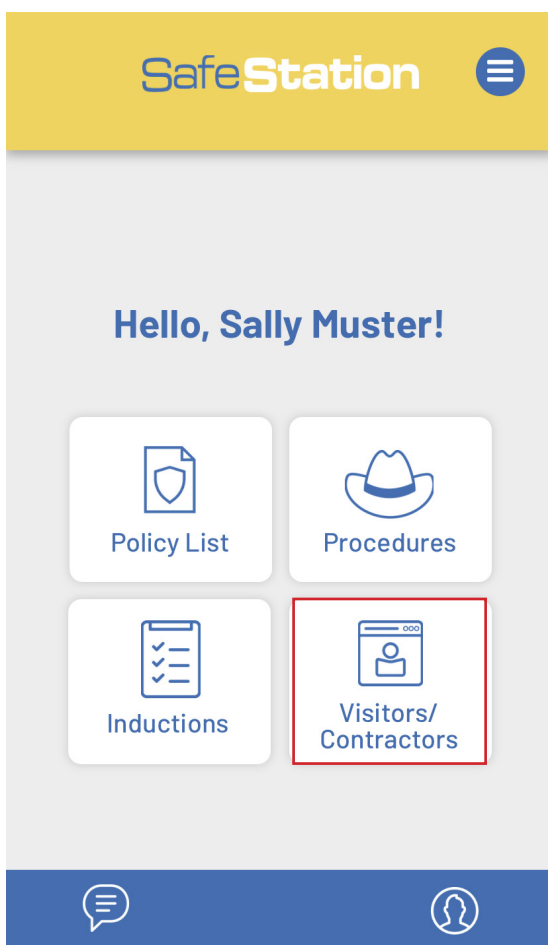 SafeStation
Hello, Sally Muster!
Policy List
Procedures
Inductions
Visitors/
Contractors